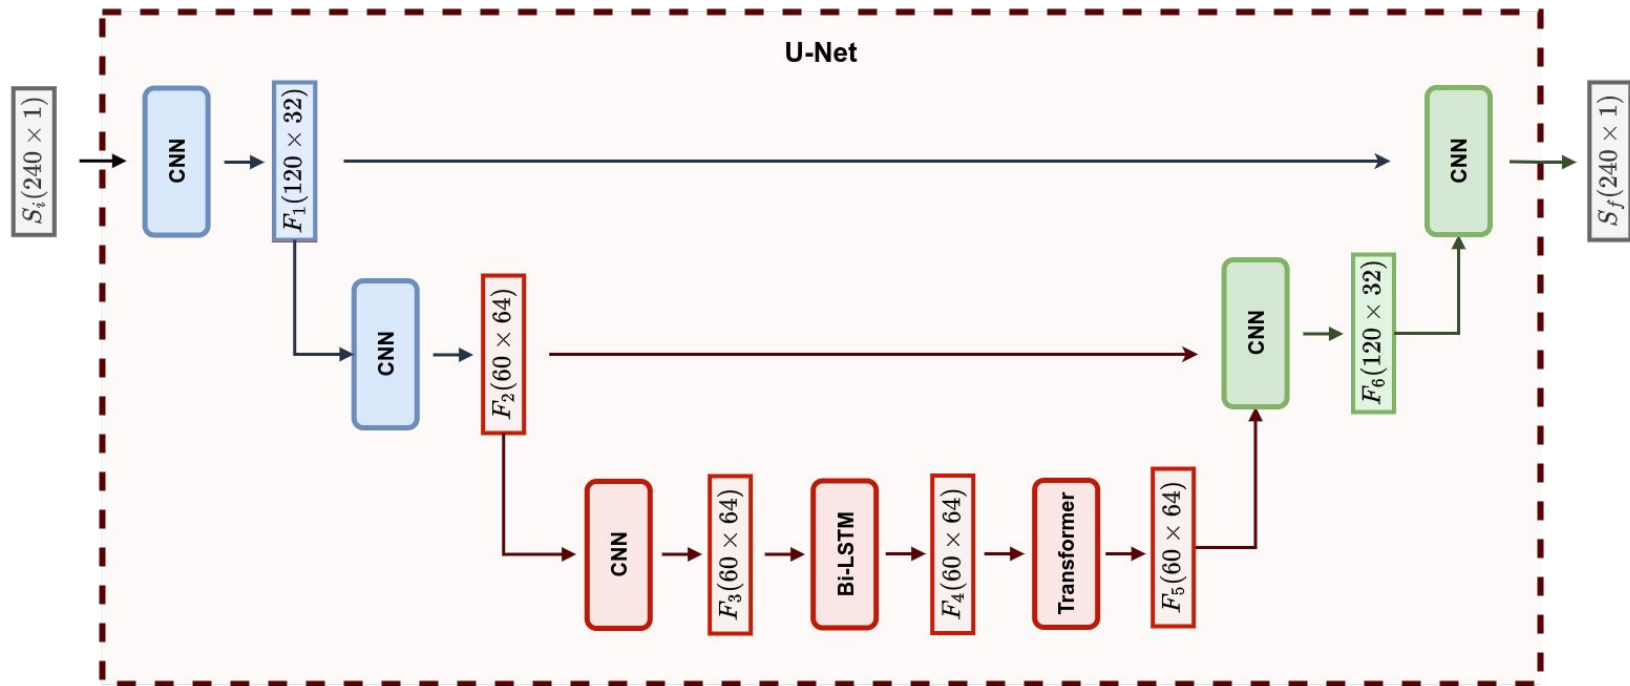 U-Net
S_i(240 × 1)
CNN
F_1(120 × 32)
CNN
F_2(60 × 64)
CNN
F_3(60 × 64)
Bi-LSTM
F_4(60 × 64)
Transformer
F_5(60 × 64)
CNN
F_6(120 × 32)
CNN
S_f(240 × 1)